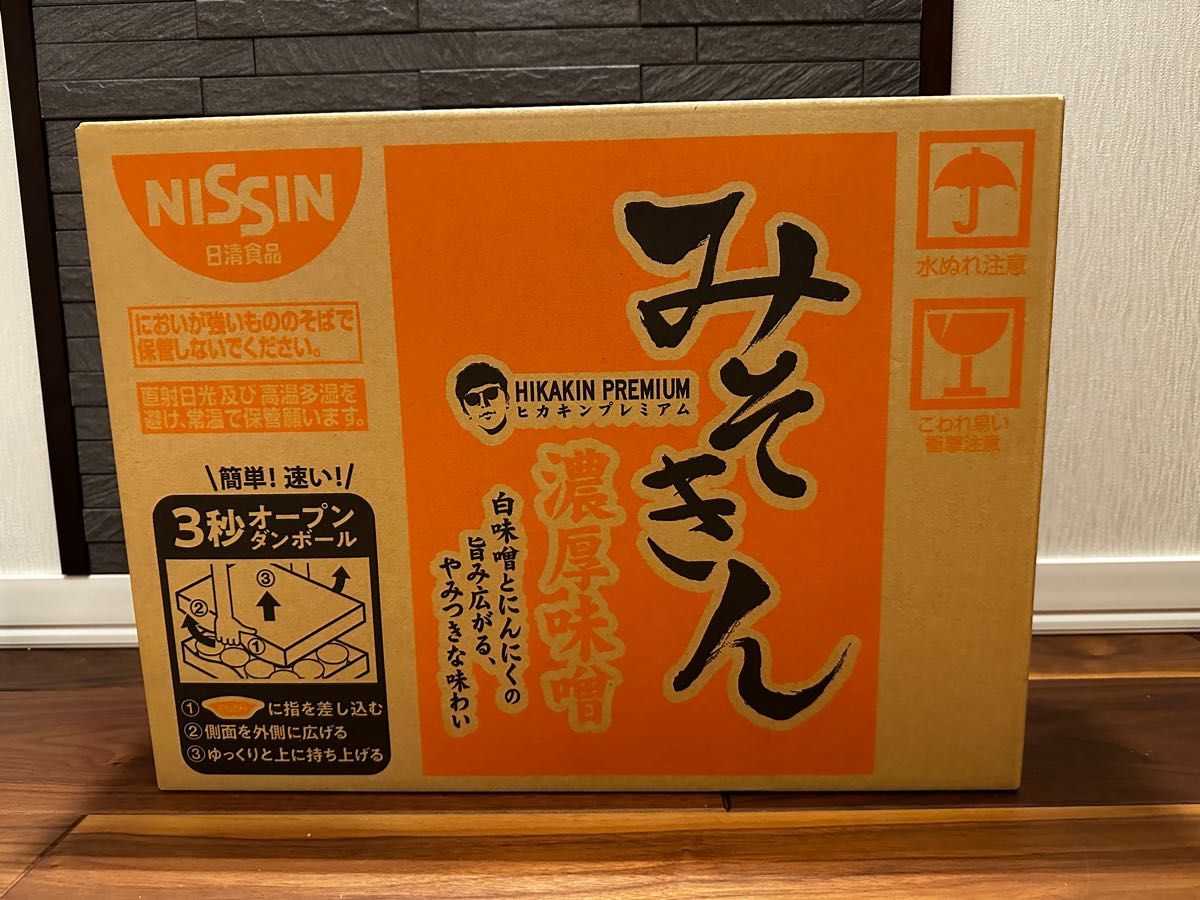 NISSIN
日清食品
においが強いもののそばで
保管しないでください。
直射日光及び高温多湿を
避け、常温で保管願います。
\簡単!速い!/
3秒オープン
ダンボール
③
②
①
①に指を差し込む
②側面を外側に広げる
③ゆっくりと上に持ち上げる
みそきん
HIKAKIN PREMIUM
ヒカキンプレミアム
濃厚味噌
白味噌とにんにくの
旨み広がる、
やみつきな味わい
水ぬれ注意
こわれ易い
衝撃注意